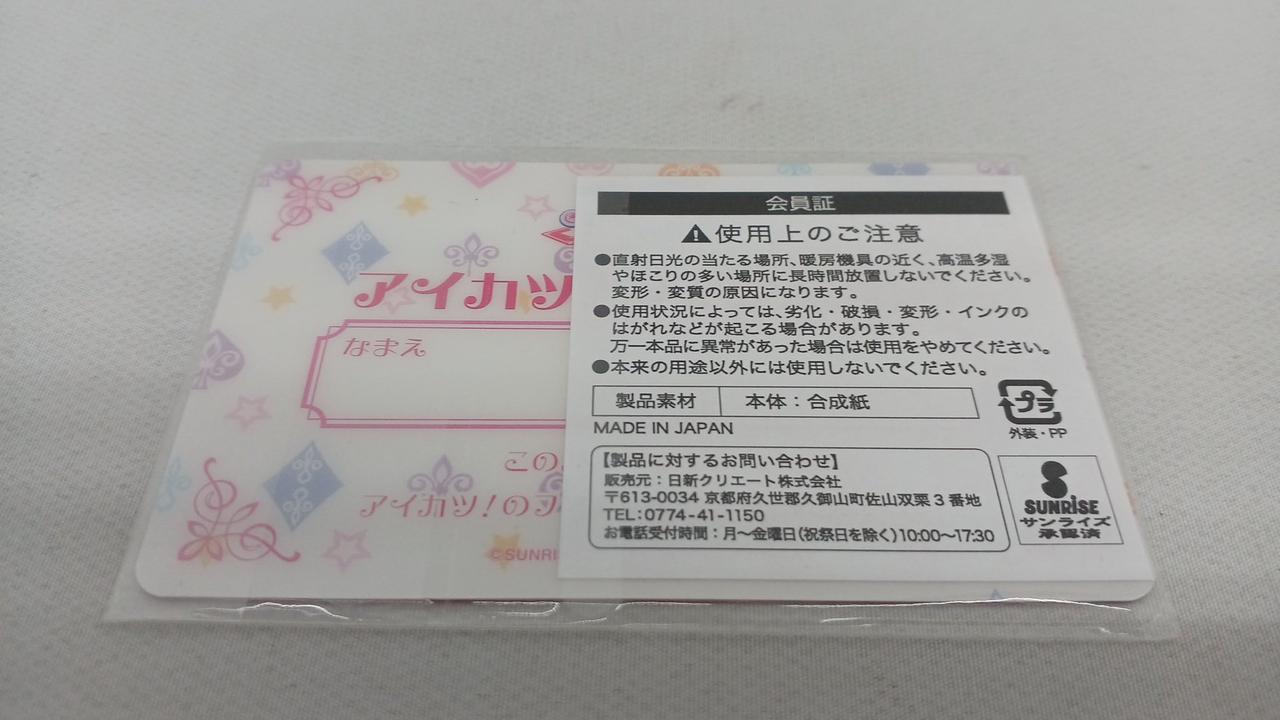 アイカツ
なまえ
この
アイカツ!の
©SUNRI
会員証
使用上のご注意
●直射日光の当たる場所、暖房機具の近く、高温多湿
やほこりの多い場所に長時間放置しないでください。
変形・変質の原因になります。
●使用状況によっては、劣化・破損・変形・インクの
はがれなどが起こる場合があります。
万一本品に異常があった場合は使用をやめてください。
●本来の用途以外には使用しないでください。
製品素材 本体：合成紙
MADE IN JAPAN
プラ
外装・PP
【製品に対するお問い合わせ】
販売元：日新クリエート株式会社
〒613-0034 京都府久世郡久御山町佐山双栗3番地
TEL:0774-41-1150
お電話受付時間：月〜金曜日(祝祭日を除く)10:00〜17:30
SUNRISE
サンライズ
承認済